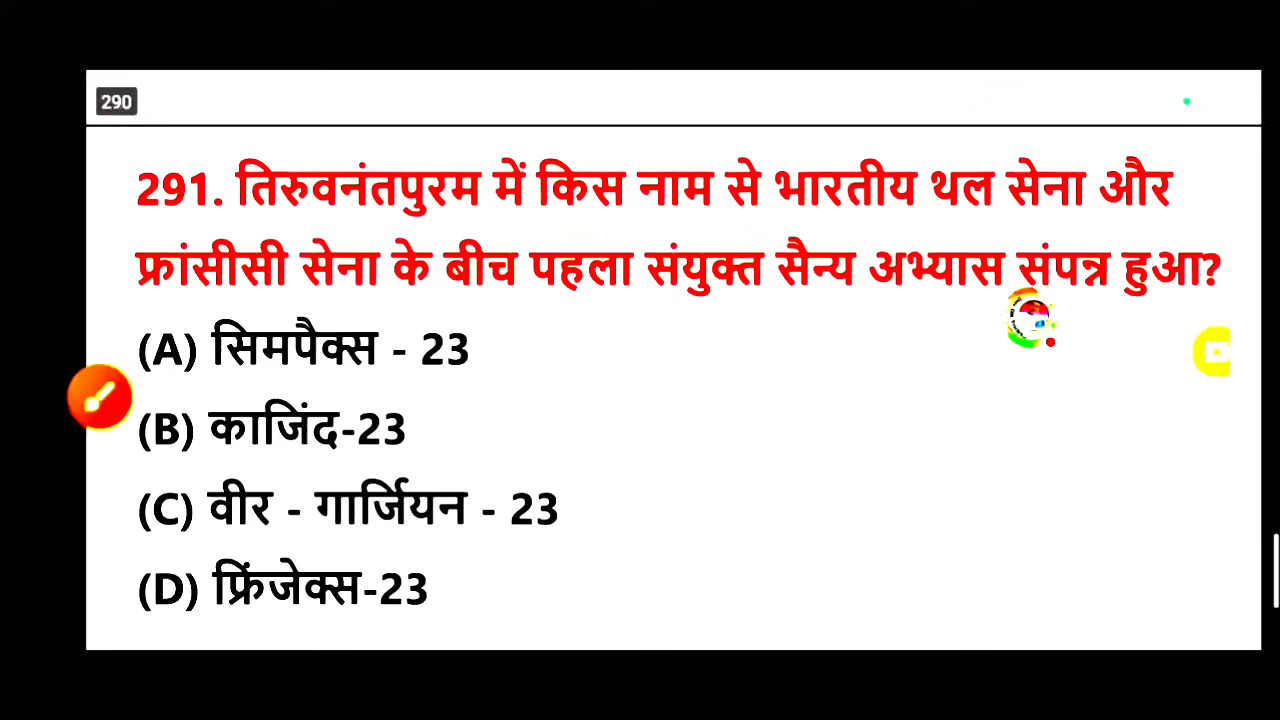 290
291. तिरुवनंतपुरम में किस नाम से भारतीय थल सेना और
फ्रांसीसी सेना के बीच पहला संयुक्त सैन्य अभ्यास संपन्न हुआ?
(A) सिमपैक्स - 23
(B) काजिंद-23
(C) वीर - गार्जियन - 23
(D) फ्रिंजेक्स-23